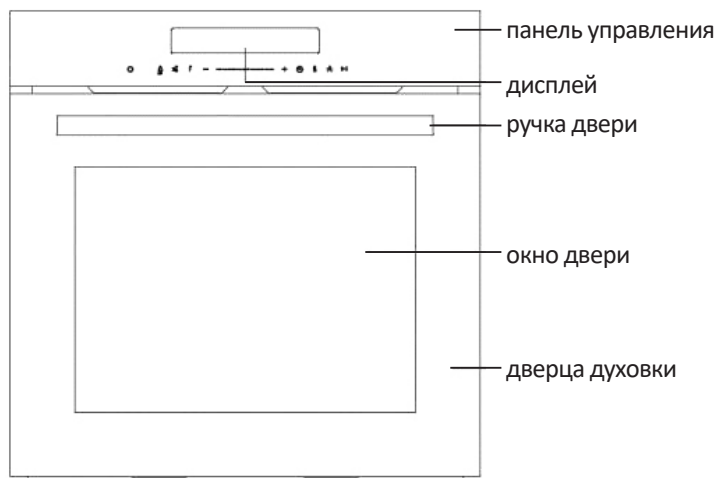 панель управления
дисплей
ручка двери
окно двери
дверца духовки